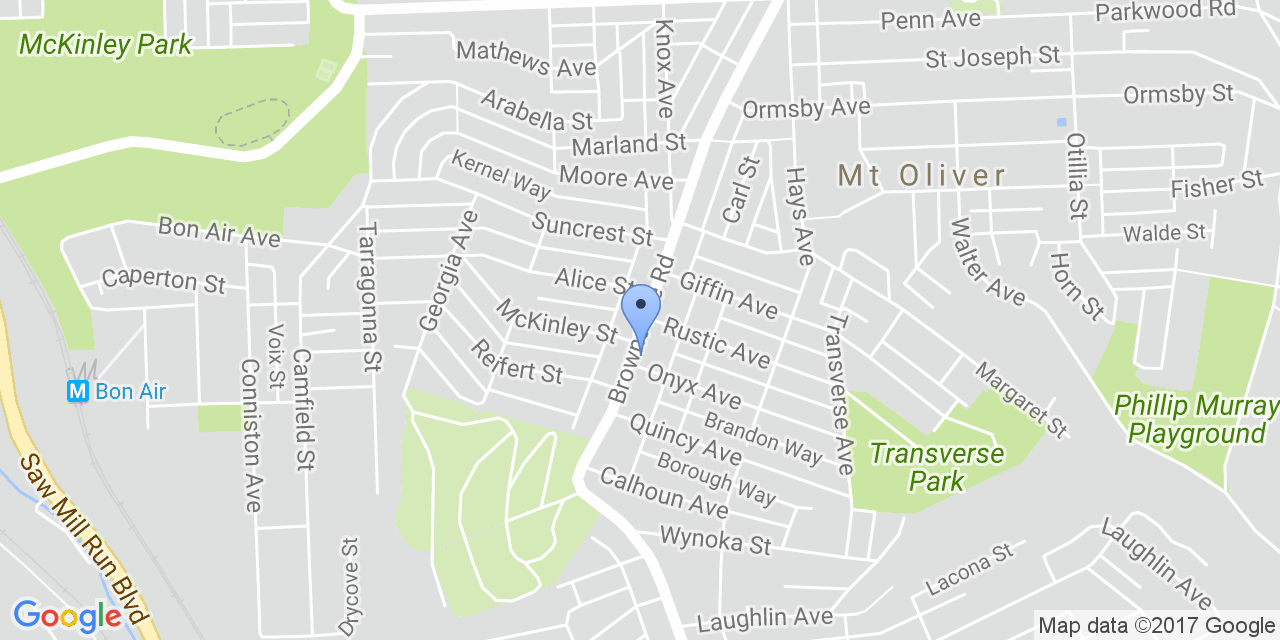 Penn Ave
Parkwood Rd
McKinley Park
Knox Ave
Mathews Ave
St Joseph St
Arabella St
Ormsby Ave
Ormsby St
Marland St
Otillia St
Kernel Way
Moore Ave
Carl St
Hays Ave
Mt Oliver
Fisher St
Bon Air Ave
Tarragonna St
Georgia Ave
Suncrest St
Walter Ave
Walde St
Caperton St
Alice St
Rd
Giffin Ave
Horn St
McKinley St
Rustic Ave
Transverse Ave
Voix St
Camfield St
Reifert St
Onyx Ave
Margaret St
M Bon Air
Conniston Ave
Brandon Way
Phillip Murray
Playground
Quincy Ave
Transverse
Park
Borough Way
Saw Mill Run Blvd
Calhoun Ave
Wynoka St
Drycove St
Lacona St
Laughlin Ave
Laughlin Ave
Google
Map data ©2017 Google